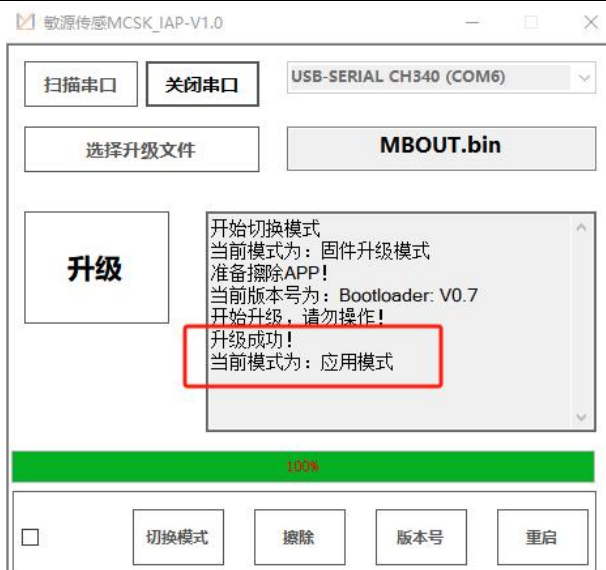 敏源传感MCSK_IAP-V1.0
扫描串口 关闭串口 USB-SERIAL CH340 (COM6)
选择升级文件 MBOUT.bin
升级
开始切换模式
当前模式为：固件升级模式
准备擦除APP！
当前版本号为：Bootloader: V0.7
开始升级，请勿操作！
升级成功！
当前模式为：应用模式
100%
切换模式 擦除 版本号 重启